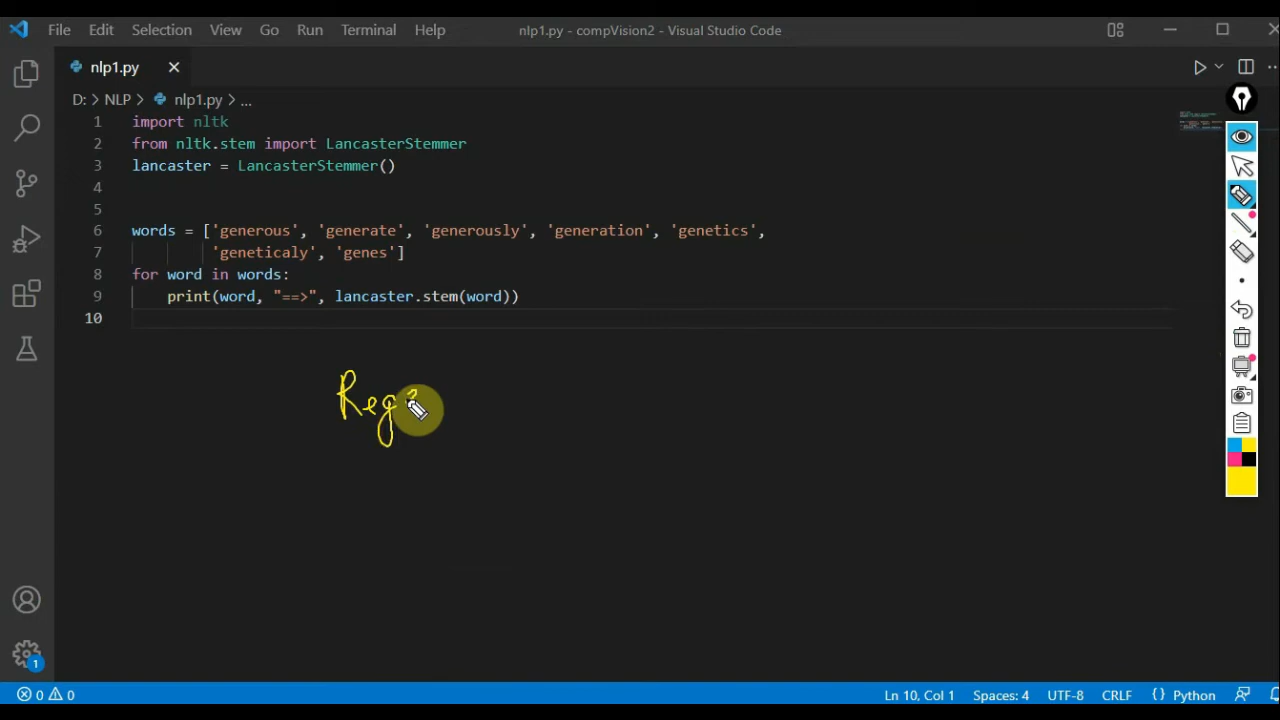 File Edit Selection View Go Run Terminal Help nlp1.py - compVision2 - Visual Studio Code
nlp1.py
D: > NLP > nlp1.py > ...
1 import nltk
2 from nltk.stem import LancasterStemmer
3 lancaster = LancasterStemmer()
4
5
6 words = ['generous', 'generate', 'generously', 'generation', 'genetics',
7 'geneticaly', 'genes']
8 for word in words:
9 print(word, "==>", lancaster.stem(word))
10
Reg
1
0 0 Ln 10, Col 1 Spaces: 4 UTF-8 CRLF Python